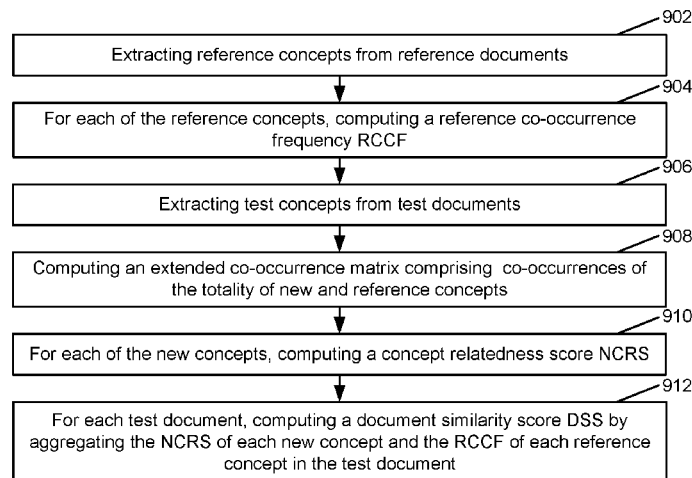 902
Extracting reference concepts from reference documents
904
For each of the reference concepts, computing a reference co-occurrence
frequency RCCF
906
Extracting test concepts from test documents
908
Computing an extended co-occurrence matrix comprising co-occurrences of
the totality of new and reference concepts
910
For each of the new concepts, computing a concept relatedness score NCRS
912
For each test document, computing a document similarity score DSS by
aggregating the NCRS of each new concept and the RCCF of each reference
concept in the test document